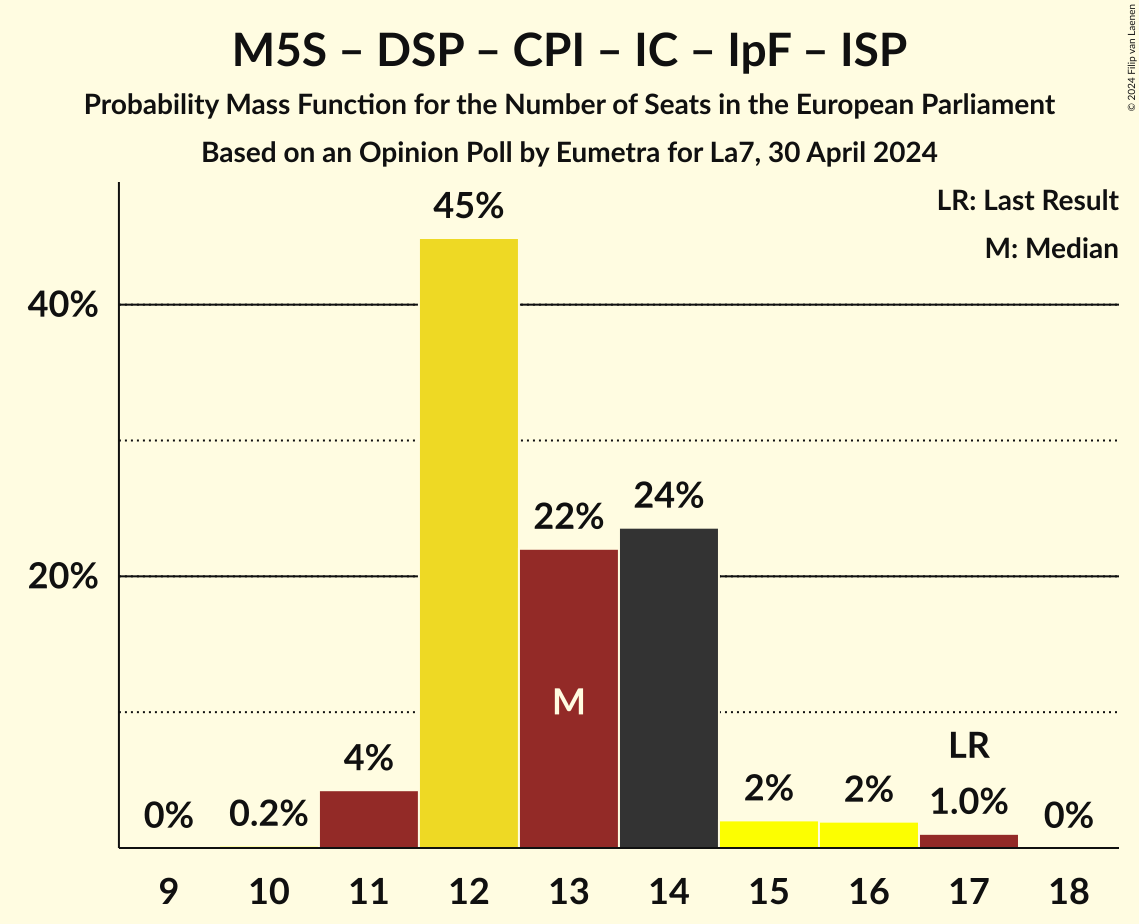 M5S – DSP – CPI – IC – IpF – ISP
Probability Mass Function for the Number of Seats in the European Parliament
Based on an Opinion Poll by Eumetra for La7, 30 April 2024
© 2024 Filip van Laenen
LR: Last Result
M: Median
45%
40%
24%
22%
20%
M
LR
4%
2%
2%
1.0%
0%
0.2%
0%
9 10 11 12 13 14 15 16 17 18